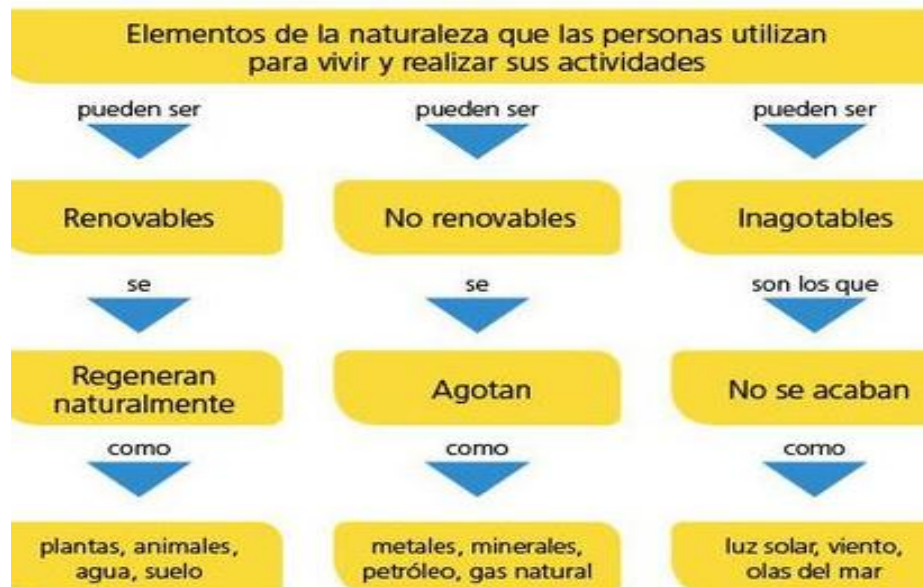 Elementos de la naturaleza que las personas utilizan
para vivir y realizar sus actividades
pueden ser
pueden ser
pueden ser
Renovables
No renovables
Inagotables
se
se
son los que
Regeneran
naturalmente
Agotan
No se acaban
como
como
como
plantas, animales,
agua, suelo
metales, minerales,
petróleo, gas natural
luz solar, viento,
olas del mar